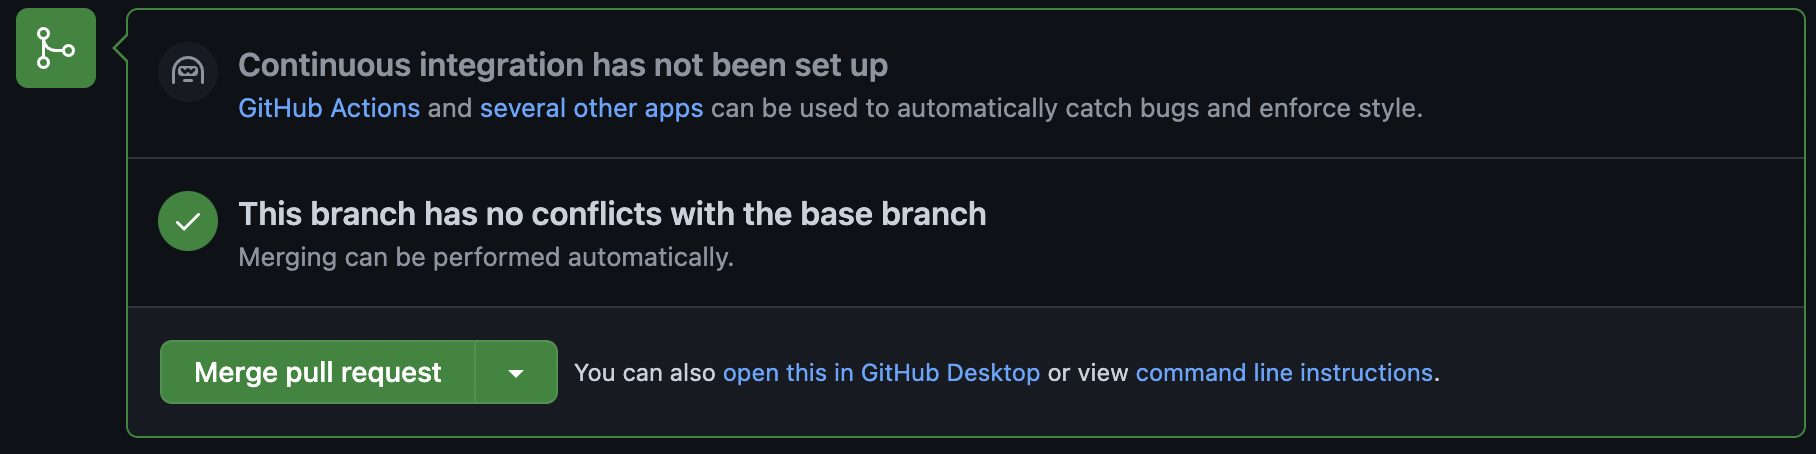 Continuous integration has not been set up
GitHub Actions and several other apps can be used to automatically catch bugs and enforce style.
This branch has no conflicts with the base branch
Merging can be performed automatically.
Merge pull request
You can also open this in GitHub Desktop or view command line instructions.